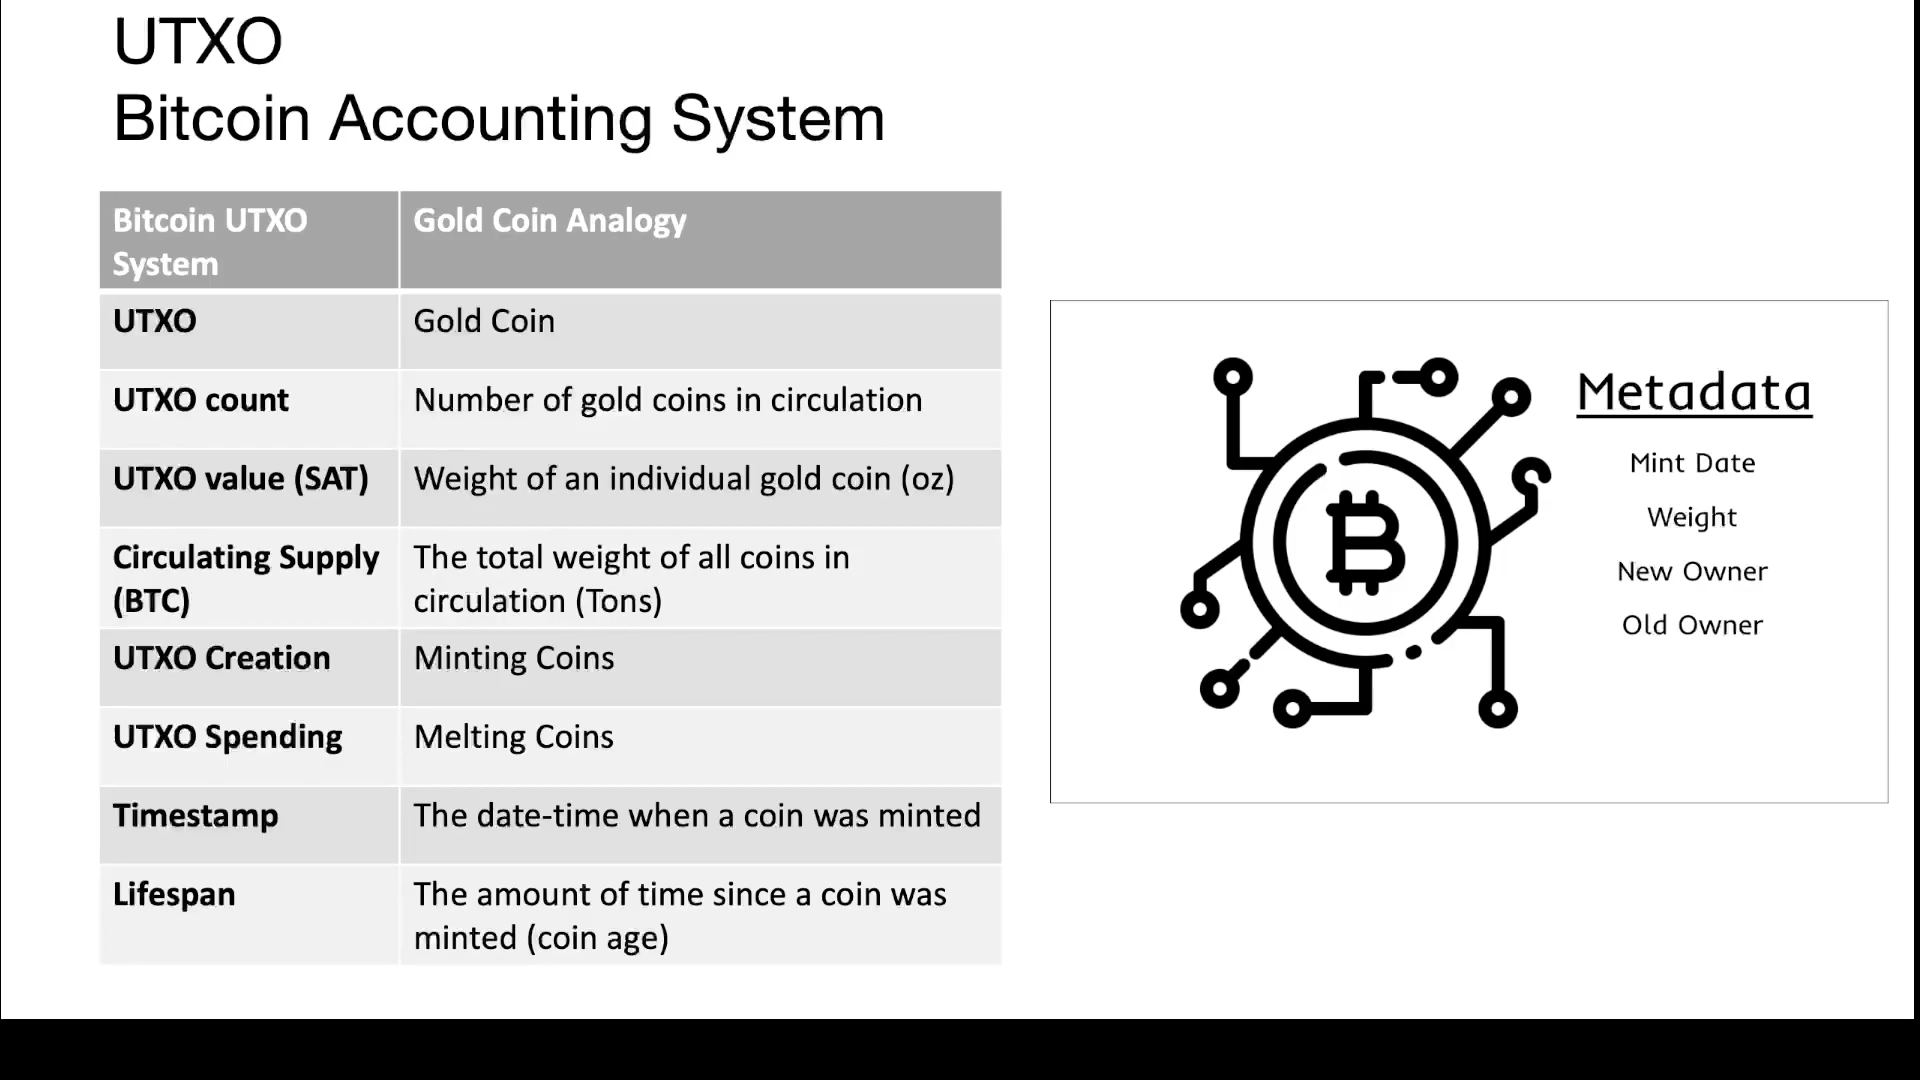 UTXO
Bitcoin Accounting System
Bitcoin UTXO
System
Gold Coin Analogy
UTXO
Gold Coin
UTXO count
Number of gold coins in circulation
UTXO value (SAT)
Weight of an individual gold coin (oz)
Circulating Supply
(BTC)
The total weight of all coins in
circulation (Tons)
UTXO Creation
Minting Coins
UTXO Spending
Melting Coins
Timestamp
The date-time when a coin was minted
Lifespan
The amount of time since a coin was
minted (coin age)
Metadata
Mint Date
Weight
New Owner
Old Owner